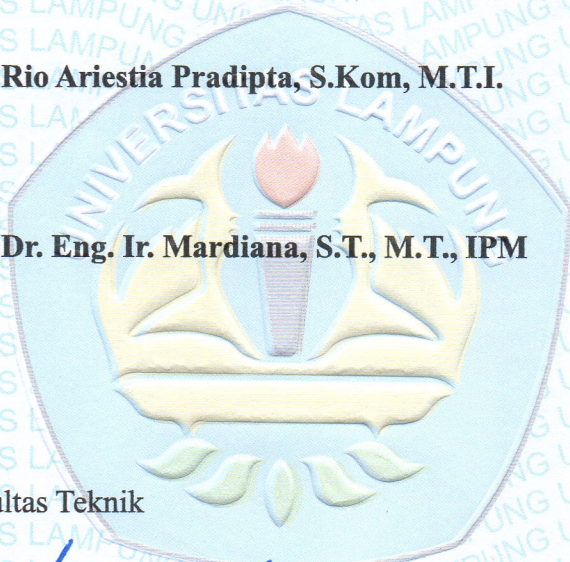 UNIVERSITAS LAMPUNG
Rio Ariestia Pradipta, S.Kom, M.T.I.
Dr. Eng. Ir. Mardiana, S.T., M.T., IPM
ultas Teknik